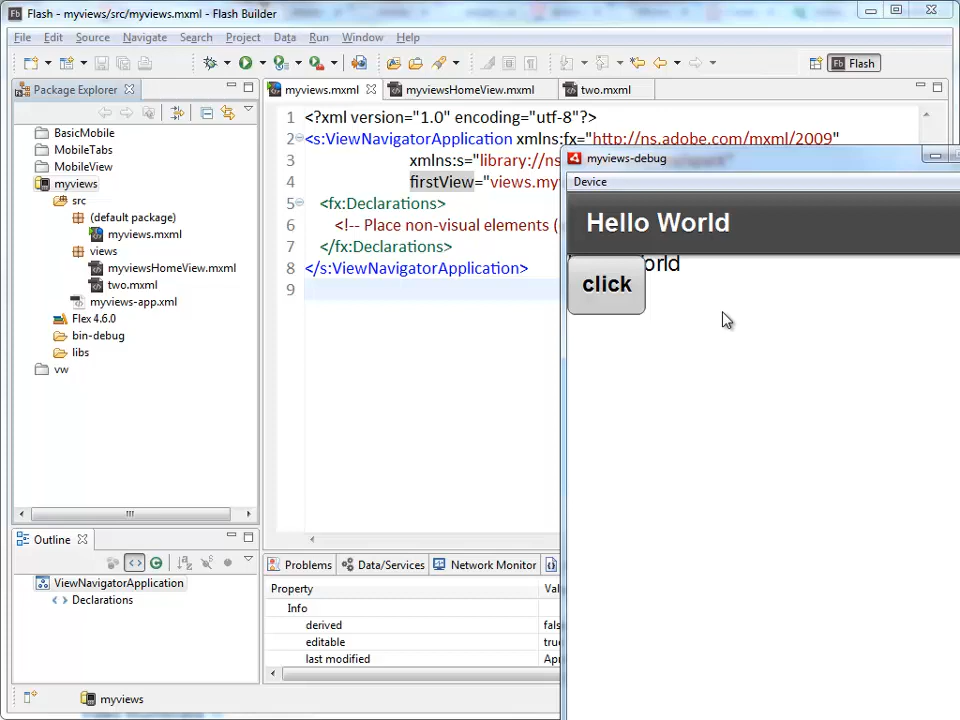 Flash - myviews/src/myviews.mxml - Flash Builder
File Edit Source Navigate Search Project Data Run Window Help
Flash
Package Explorer
myviews.mxml
myviewsHomeView.mxml
two.mxml
BasicMobile
MobileTabs
MobileView
myviews
src
(default package)
myviews.mxml
views
myviewsHomeView.mxml
two.mxml
myviews-app.xml
Flex 4.6.0
bin-debug
libs
vw
1 <?xml version="1.0" encoding="utf-8"?>
2 <s:ViewNavigatorApplication xmlns:fx="http://ns.adobe.com/mxml/2009"
3 xmlns:s="library://ns
4 firstView="views.my
5 <fx:Declarations>
6 <!-- Place non-visual elements (
7 </fx:Declarations>
8 </s:ViewNavigatorApplication>
9
myviews-debug
Device
Hello World
orld
click
Outline
ViewNavigatorApplication
Declarations
Problems
Data/Services
Network Monitor
Property
Val
Info
derived
fals
editable
true
last modified
Apr
myviews